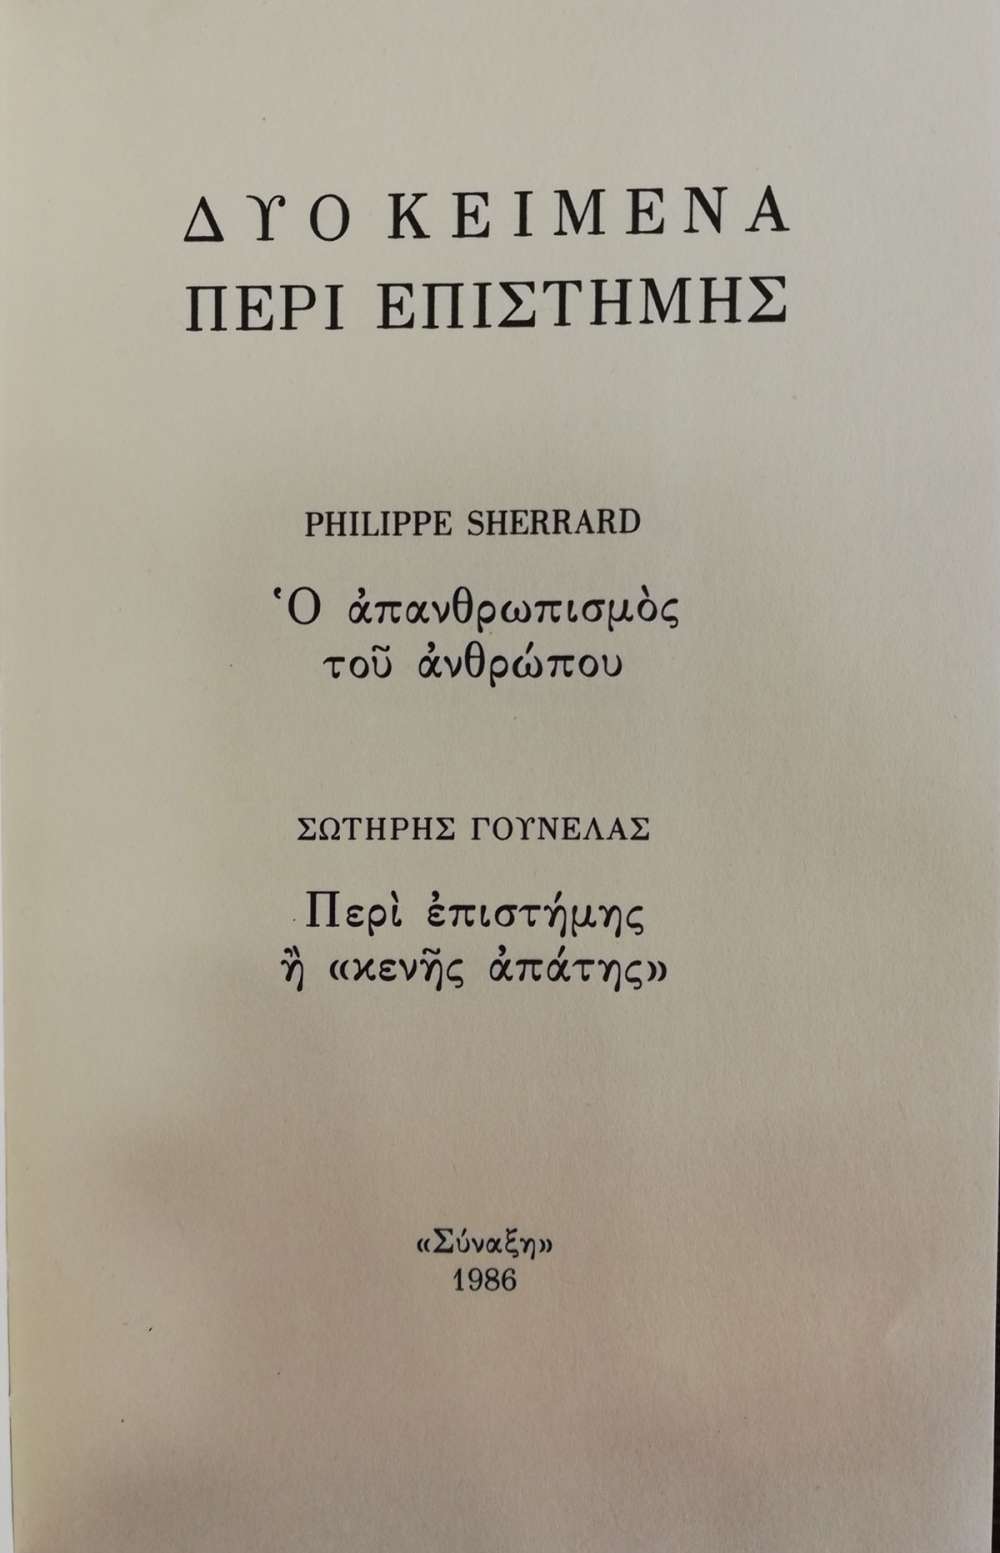 ΔΥΟ ΚΕΙΜΕΝΑ
ΠΕΡΙ ΕΠΙΣΤΗΜΗΣ
PHILIPPE SHERRARD
Ὁ ἀπανθρωπισμὸς
τοῦ ἀνθρώπου
ΣΩΤΗΡΗΣ ΓΟΥΝΕΛΑΣ
Περὶ ἐπιστήμης
ἢ «κενῆς ἀπάτης»
«Σύναξη»
1986